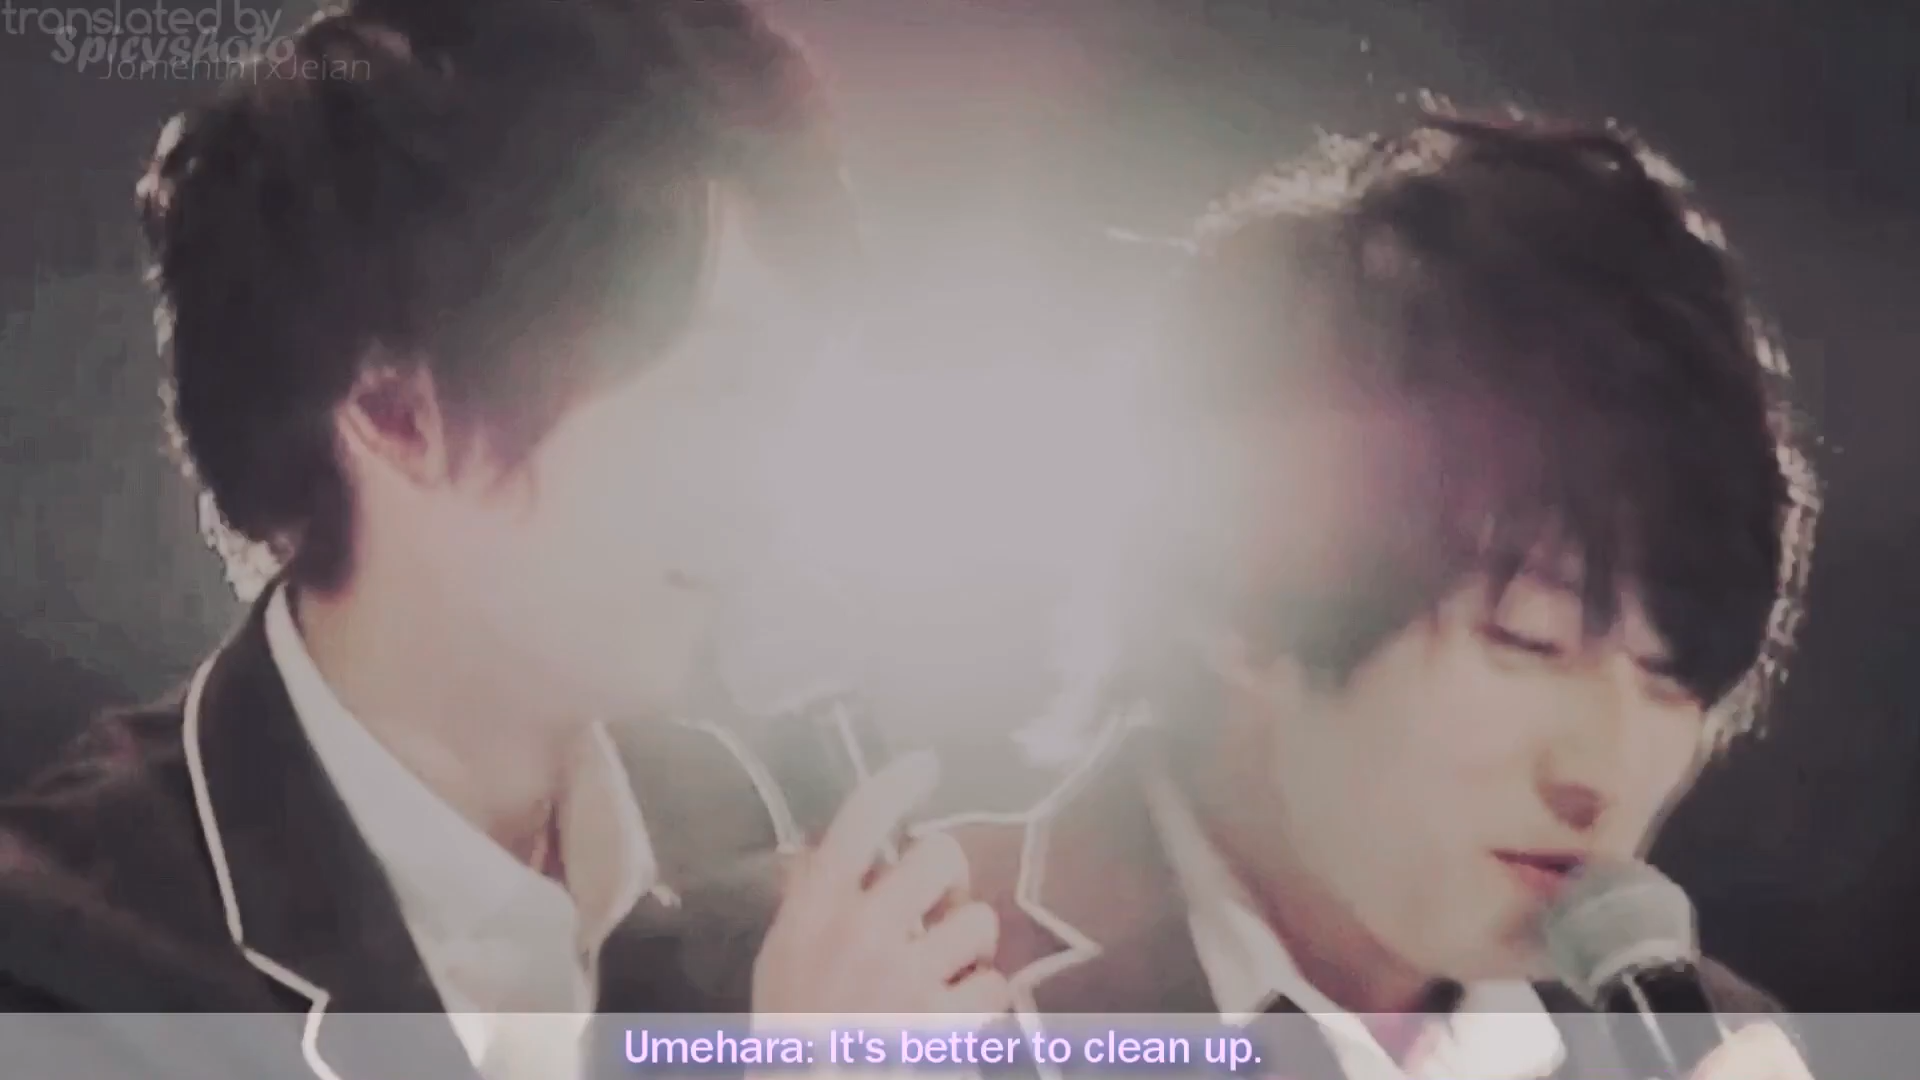 translated by
Spicyshoto
Jomenth|xJeian
Umehara: It's better to clean up.